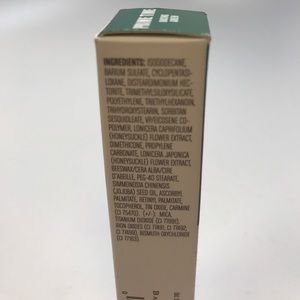 PRIME TIME
INGREDIENTS: ISODODECANE,
BARIUM SULFATE, CYCLOPENTASI-
LOXANE, DISTEARDIMONIUM HEC-
TORITE, TRIMETHYLSILOXYSILICATE,
POLYETHYLENE, TRIETHYLHEXANOIN,
TRIHYDROXYSTEARIN, SORBITAN
SESQUIOLEATE, VP/EICOSENE CO-
POLYMER, LONICERA CAPRIFOLIUM
(HONEYSUCKLE) FLOWER EXTRACT,
DIMETHICONE, PROPYLENE
CARBONATE, LONICERA JAPONICA
(HONEYSUCKLE) FLOWER EXTRACT,
BEESWAX/CERA ALBA/CIRE
D'ABEILLE, PEG-40 STEARATE,
SIMMONDSIA CHINENSIS
(JOJOBA) SEED OIL, ASCORBYL
PALMITATE, RETINYL PALMITATE,
TOCOPHEROL, TIN OXIDE, CARMINE
(CI 75470). (+/-): MICA,
TITANIUM DIOXIDE (CI 77891),
IRON OXIDES (CI 77491, CI 77492,
CI 77499), BISMUTH OXYCHLORIDE
(CI 77163).